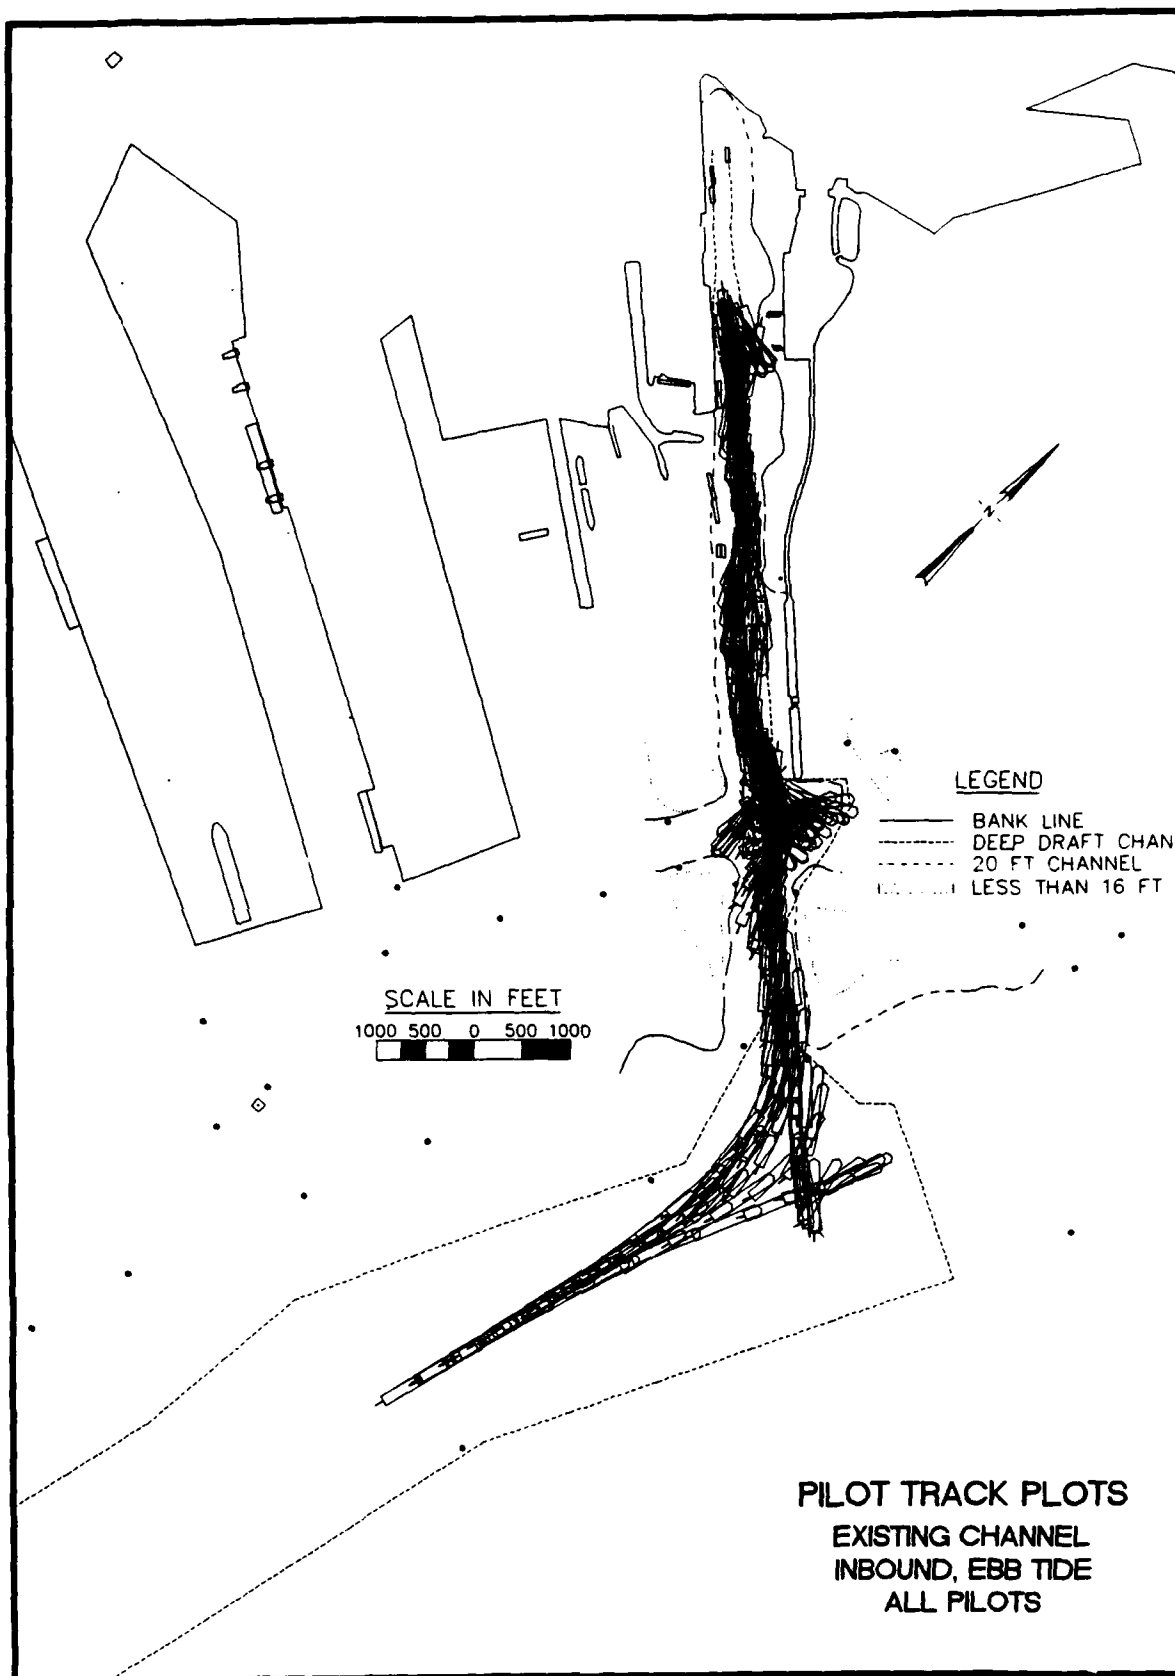 N
LEGEND
BANK LINE
DEEP DRAFT CHAN
20 FT CHANNEL
LESS THAN 16 FT
SCALE IN FEET
1000 500 0 500 1000
PILOT TRACK PLOTS
EXISTING CHANNEL
INBOUND, EBB TIDE
ALL PILOTS